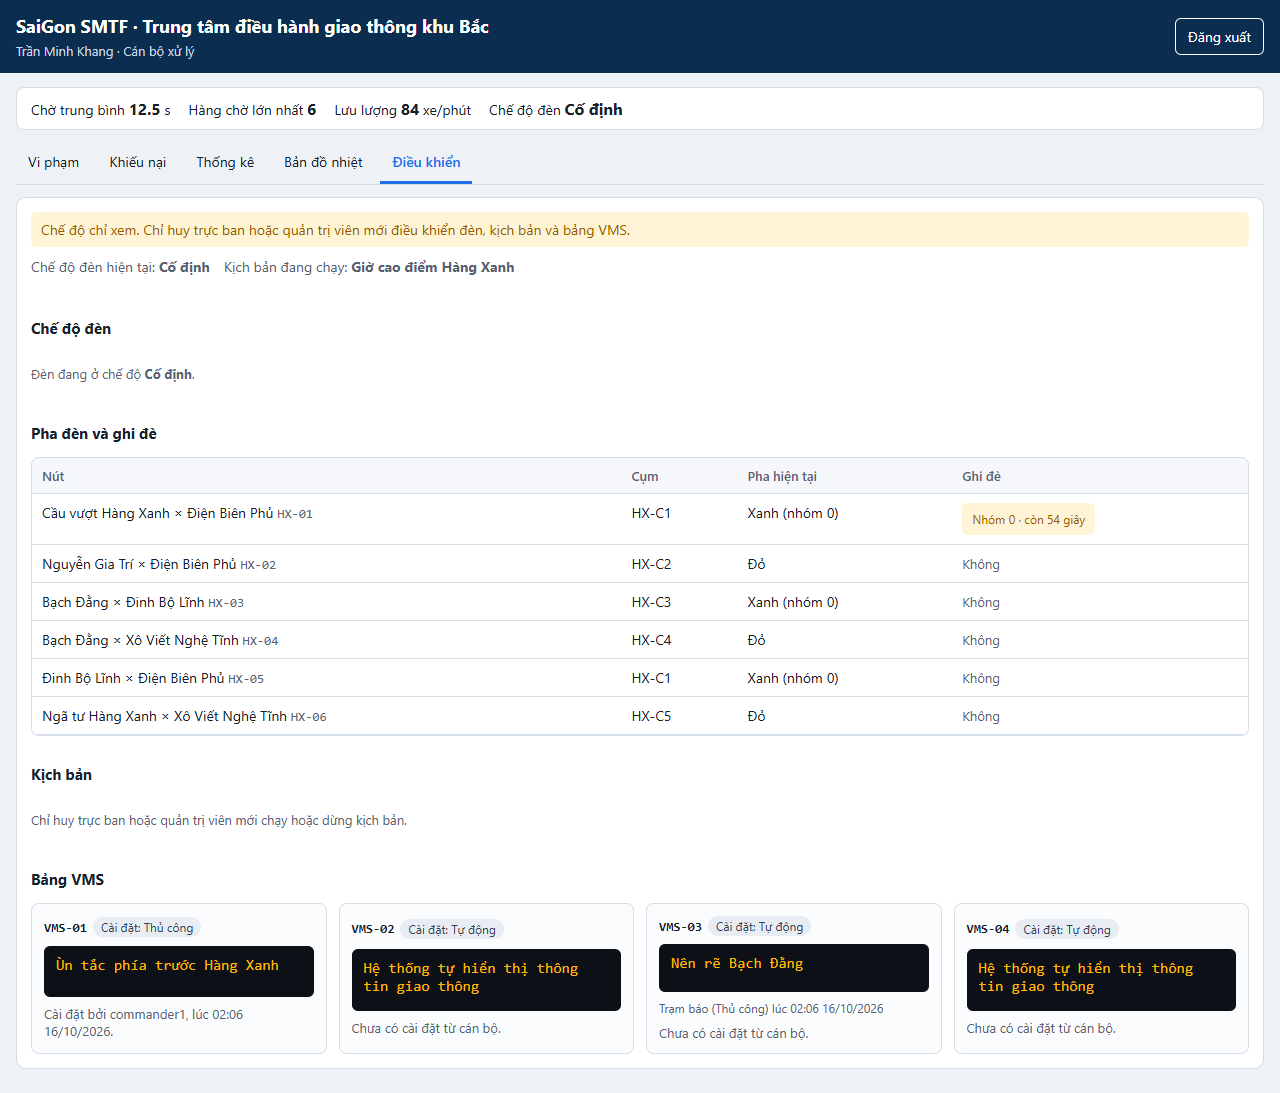 SaiGon SMTF · Trung tâm điều hành giao thông khu Bắc
Trần Minh Khang · Cán bộ xử lý
Đăng xuất
Chờ trung bình 12.5 s Hàng chờ lớn nhất 6 Lưu lượng 84 xe/phút Chế độ đèn Cố định
Vi phạm Khiếu nại Thống kê Bản đồ nhiệt Điều khiển
Chế độ chỉ xem. Chỉ huy trực ban hoặc quản trị viên mới điều khiển đèn, kịch bản và bảng VMS.
Chế độ đèn hiện tại: Cố định Kịch bản đang chạy: Giờ cao điểm Hàng Xanh
Chế độ đèn
Đèn đang ở chế độ Cố định.
Pha đèn và ghi đè
Nút Cụm Pha hiện tại Ghi đè
Cầu vượt Hàng Xanh × Điện Biên Phủ HX-01 HX-C1 Xanh (nhóm 0) Nhóm 0 · còn 54 giây
Nguyễn Gia Trí × Điện Biên Phủ HX-02 HX-C2 Đỏ Không
Bạch Đằng × Đinh Bộ Lĩnh HX-03 HX-C3 Xanh (nhóm 0) Không
Bạch Đằng × Xô Viết Nghệ Tĩnh HX-04 HX-C4 Đỏ Không
Đinh Bộ Lĩnh × Điện Biên Phủ HX-05 HX-C1 Xanh (nhóm 0) Không
Ngã tư Hàng Xanh × Xô Viết Nghệ Tĩnh HX-06 HX-C5 Đỏ Không
Kịch bản
Chỉ huy trực ban hoặc quản trị viên mới chạy hoặc dừng kịch bản.
Bảng VMS
VMS-01 Cài đặt: Thủ công
Ùn tắc phía trước Hàng Xanh
Cài đặt bởi commander1, lúc 02:06
16/10/2026.
VMS-02 Cài đặt: Tự động
Hệ thống tự hiển thị thông
tin giao thông
Chưa có cài đặt từ cán bộ.
VMS-03 Cài đặt: Tự động
Nên rẽ Bạch Đằng
Trạm báo (Thủ công) lúc 02:06 16/10/2026
Chưa có cài đặt từ cán bộ.
VMS-04 Cài đặt: Tự động
Hệ thống tự hiển thị thông
tin giao thông
Chưa có cài đặt từ cán bộ.